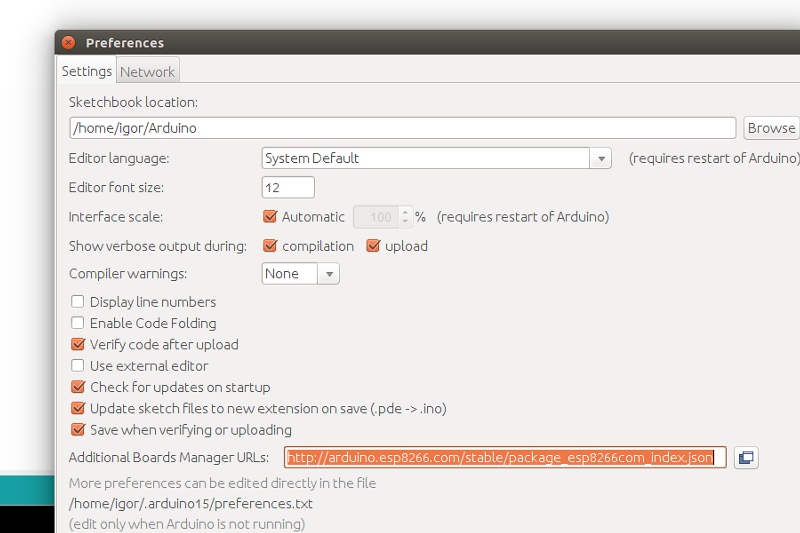 Preferences
Settings Network
Sketchbook location:
/home/igor/Arduino Browse
Editor language: System Default (requires restart of Arduino)
Editor font size: 12
Interface scale: Automatic 100 % (requires restart of Arduino)
Show verbose output during: compilation upload
Compiler warnings: None
Display line numbers
Enable Code Folding
Verify code after upload
Use external editor
Check for updates on startup
Update sketch files to new extension on save (.pde -> .ino)
Save when verifying or uploading
Additional Boards Manager URLs: http://arduino.esp8266.com/stable/package_esp8266com_index.json
More preferences can be edited directly in the file
/home/igor/.arduino15/preferences.txt
(edit only when Arduino is not running)